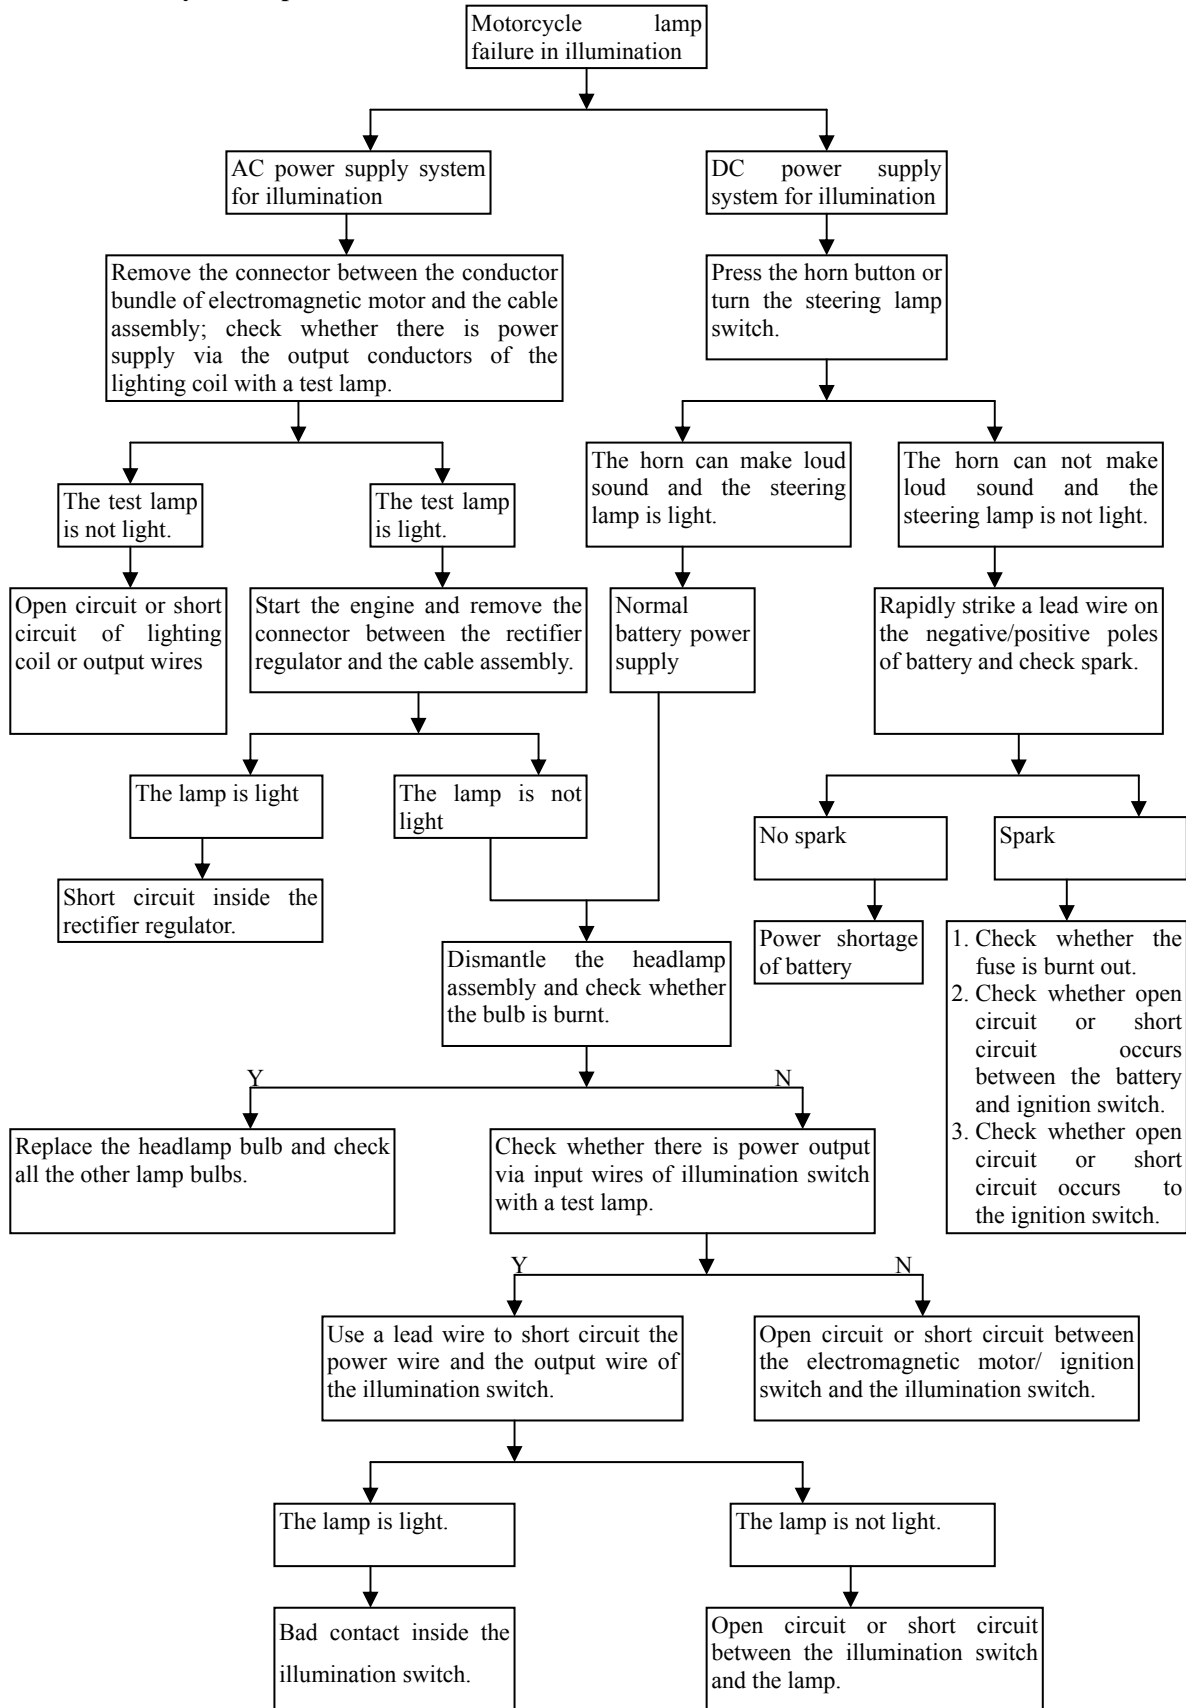 Motorcycle lamp
failure in illumination
AC power supply system
for illumination
DC power supply
system for illumination
Remove the connector between the conductor
bundle of electromagnetic motor and the cable
assembly; check whether there is power
supply via the output conductors of the
lighting coil with a test lamp.
Press the horn button or
turn the steering lamp
switch.
The test lamp
is not light.
The test lamp
is light.
The horn can make loud
sound and the steering
lamp is light.
The horn can not make
loud sound and the
steering lamp is not light.
Open circuit or short
circuit of lighting
coil or output wires
Start the engine and remove the
connector between the rectifier
regulator and the cable assembly.
Normal
battery power
supply
Rapidly strike a lead wire on
the negative/positive poles
of battery and check spark.
The lamp is light
The lamp is not
light
No spark
Spark
Short circuit inside the
rectifier regulator.
Power shortage
of battery
1. Check whether the
fuse is burnt out.
2. Check whether open
circuit or short
circuit occurs
between the battery
and ignition switch.
3. Check whether open
circuit or short
circuit occurs to
the ignition switch.
Dismantle the headlamp
assembly and check whether
the bulb is burnt.
Y
N
Replace the headlamp bulb and check
all the other lamp bulbs.
Check whether there is power output
via input wires of illumination switch
with a test lamp.
Y
N
Use a lead wire to short circuit the
power wire and the output wire of
the illumination switch.
Open circuit or short circuit between
the electromagnetic motor/ ignition
switch and the illumination switch.
The lamp is light.
The lamp is not light.
Bad contact inside the
illumination switch.
Open circuit or short circuit
between the illumination switch
and the lamp.